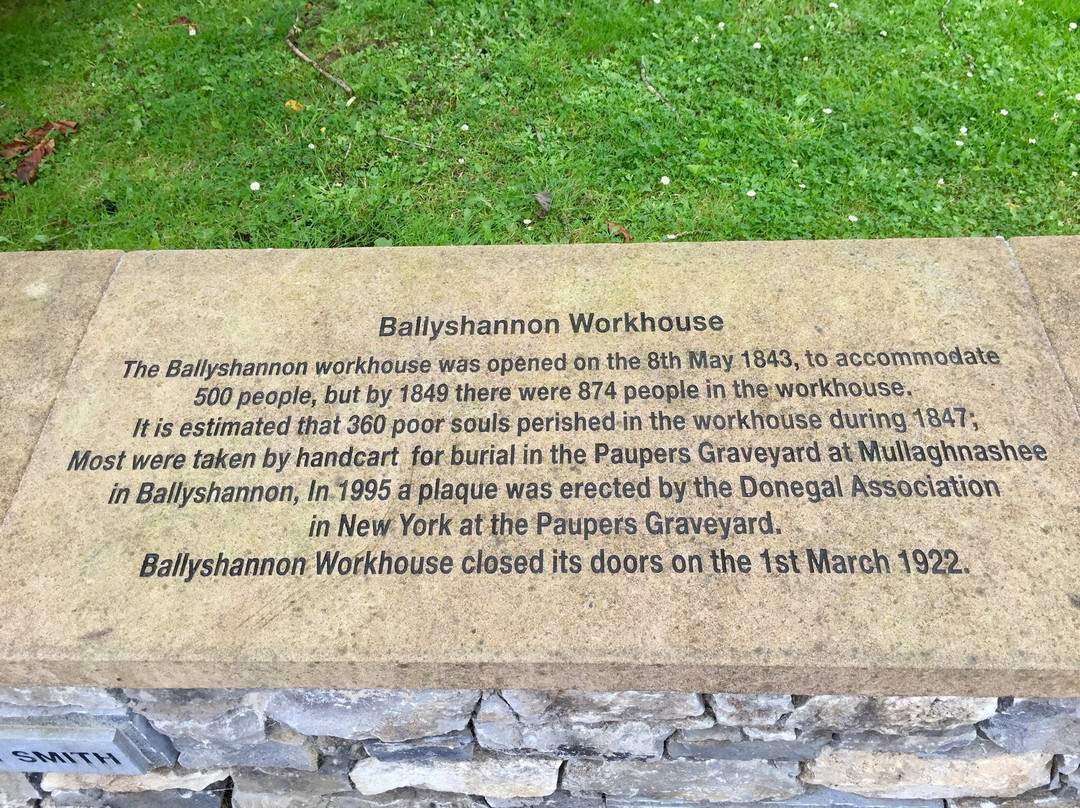 Ballyshannon Workhouse
The Ballyshannon workhouse was opened on the 8th May 1843, to accommodate
500 people, but by 1849 there were 874 people in the workhouse.
It is estimated that 360 poor souls perished in the workhouse during 1847;
Most were taken by handcart for burial in the Paupers Graveyard at Mullaghnashee
in Ballyshannon, In 1995 a plaque was erected by the Donegal Association
in New York at the Paupers Graveyard.
Ballyshannon Workhouse closed its doors on the 1st March 1922.
SMITH